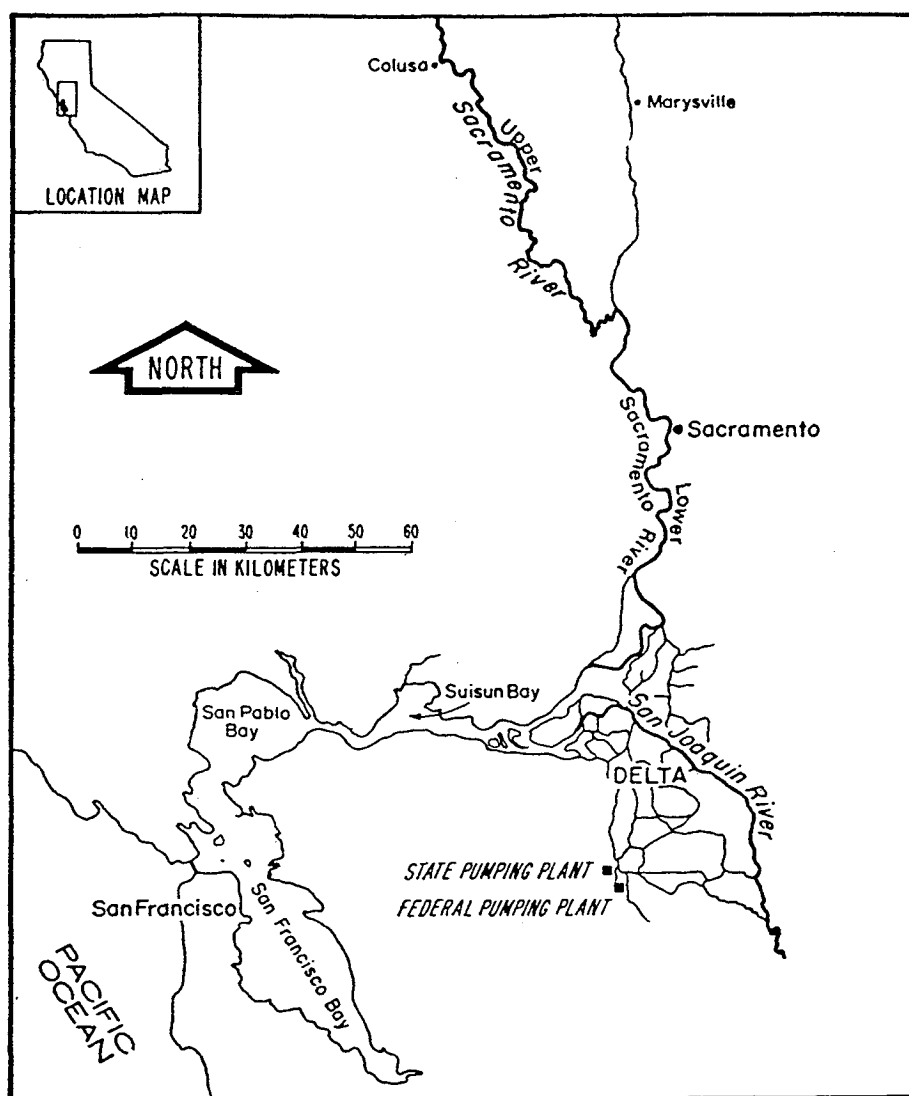 Colusa
Marysville
Upper
Sacramento
River
LOCATION MAP
NORTH
Sacramento
Sacramento
Lower
River
0 10 20 30 40 50 60
SCALE IN KILOMETERS
Suisun Bay
San Pablo
Bay
San Joaquin River
DELTA
STATE PUMPING PLANT
FEDERAL PUMPING PLANT
San Francisco
San Francisco Bay
PACIFIC
OCEAN